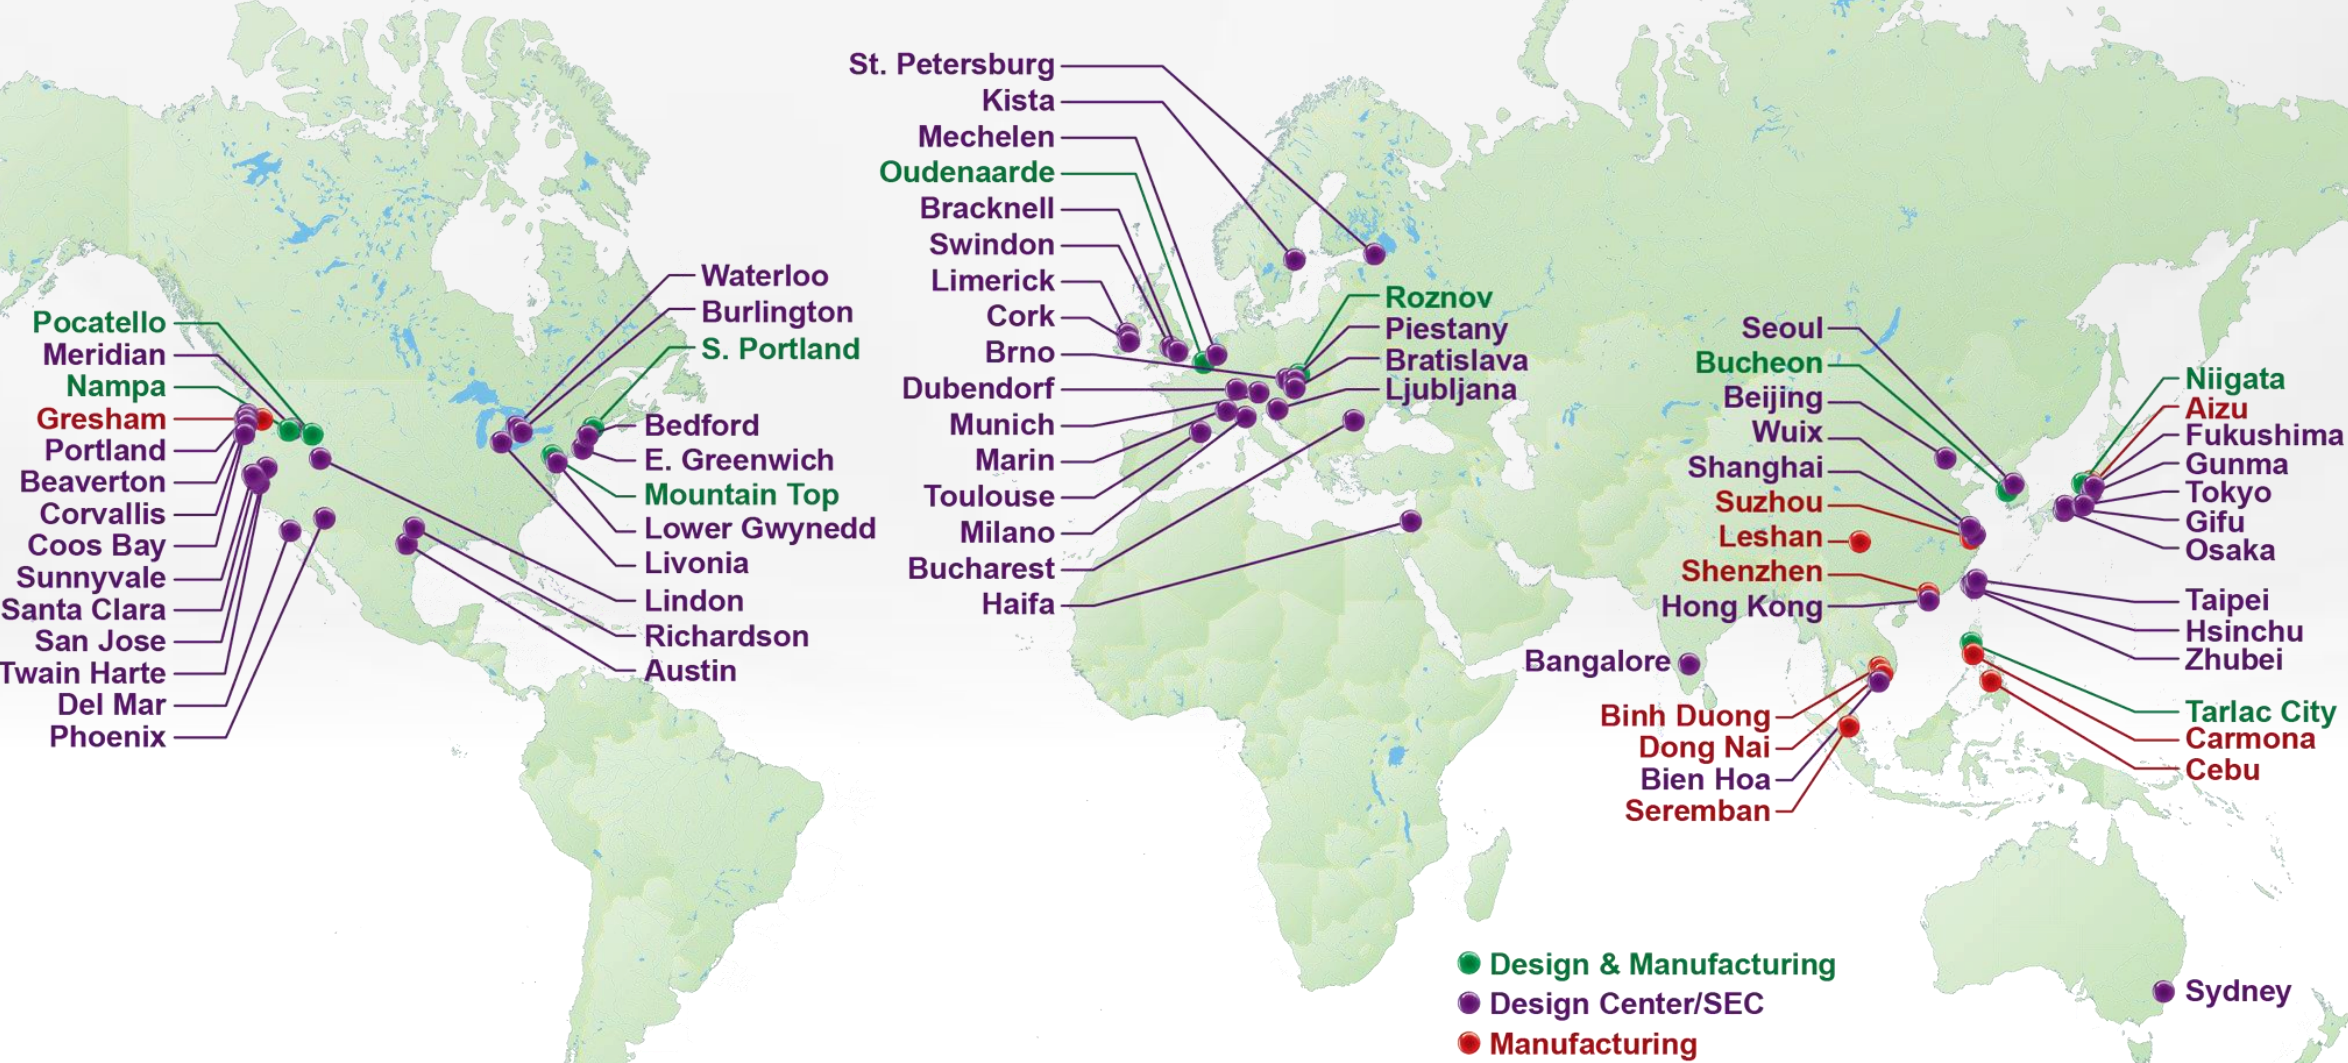 St. Petersburg
Kista
Mechelen
Oudenaarde
Bracknell
Swindon
Limerick
Cork
Brno
Dubendorf
Munich
Marin
Toulouse
Milano
Bucharest
Haifa
Roznov
Piestany
Bratislava
Ljubljana
Waterloo
Burlington
S. Portland
Bedford
E. Greenwich
Mountain Top
Lower Gwynedd
Livonia
Lindon
Richardson
Austin
Pocatello
Meridian
Nampa
Gresham
Portland
Beaverton
Corvallis
Coos Bay
Sunnyvale
Santa Clara
San Jose
Twain Harte
Del Mar
Phoenix
Seoul
Bucheon
Beijing
Wuix
Shanghai
Suzhou
Leshan
Shenzhen
Hong Kong
Bangalore
Binh Duong
Dong Nai
Bien Hoa
Seremban
Niigata
Aizu
Fukushima
Gunma
Tokyo
Gifu
Osaka
Taipei
Hsinchu
Zhubei
Tarlac City
Carmona
Cebu
Sydney
Design & Manufacturing
Design Center/SEC
Manufacturing